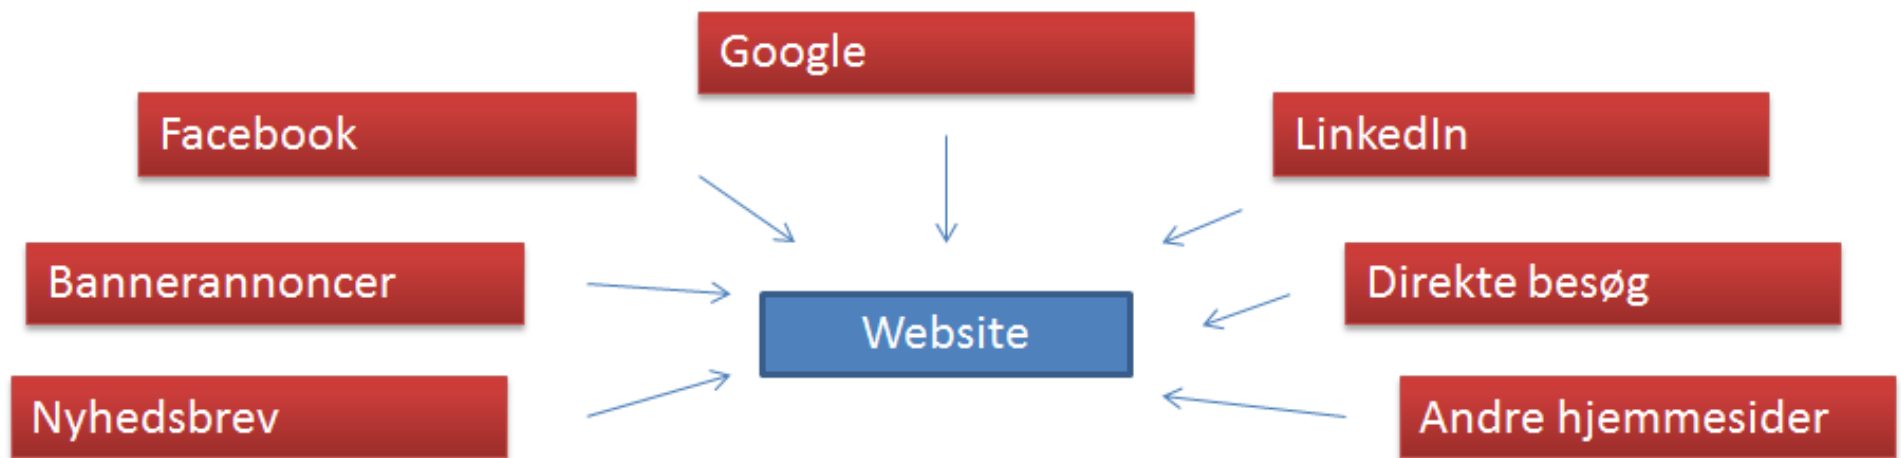 Google
Facebook
LinkedIn
Bannerannoncer
Direkte besøg
Website
Nyhedsbrev
Andre hjemmesider